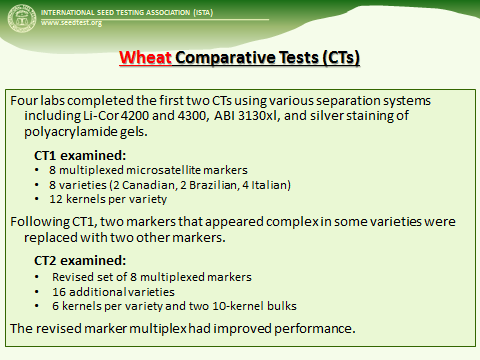 INTERNATIONAL SEED TESTING ASSOCIATION (ISTA)
www.seedtest.org
Wheat Comparative Tests (CTs)
Four labs completed the first two CTs using various separation systems
including Li-Cor 4200 and 4300, ABI 3130xl, and silver staining of
polyacrylamide gels.
CT1 examined:
• 8 multiplexed microsatellite markers
• 8 varieties (2 Canadian, 2 Brazilian, 4 Italian)
• 12 kernels per variety
Following CT1, two markers that appeared complex in some varieties were
replaced with two other markers.
CT2 examined:
• Revised set of 8 multiplexed markers
• 16 additional varieties
• 6 kernels per variety and two 10-kernel bulks
The revised marker multiplex had improved performance.